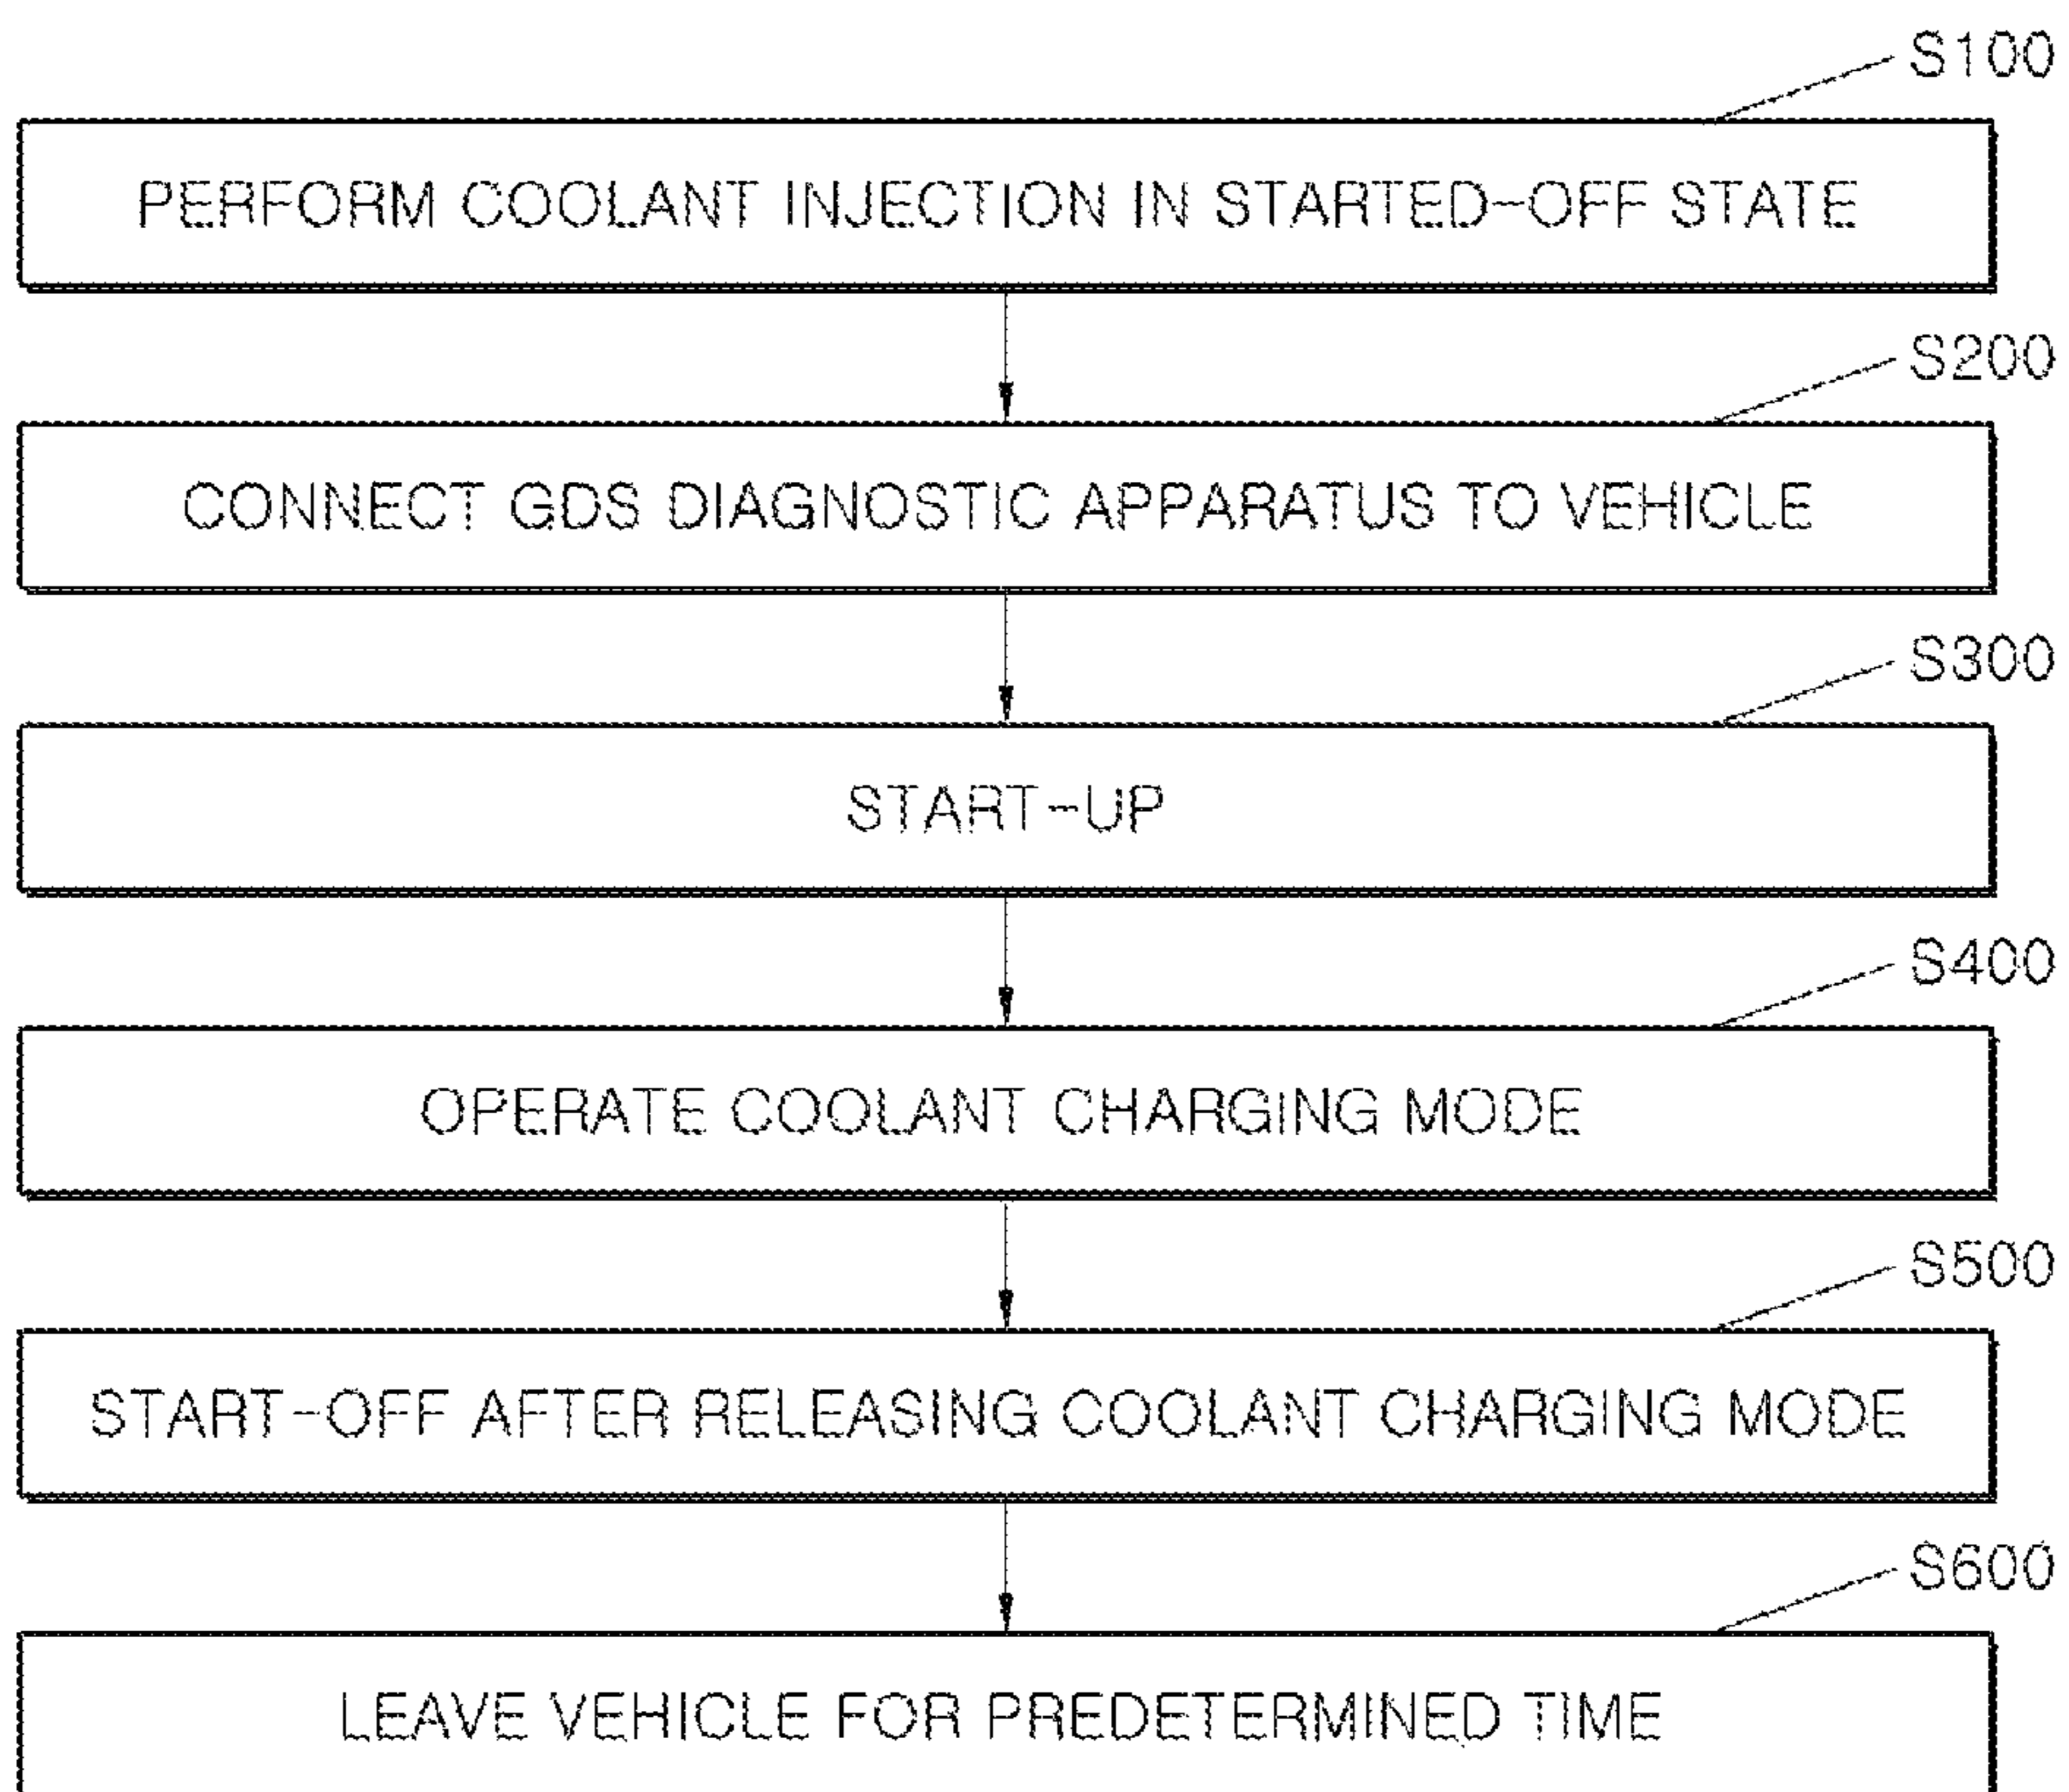 S100
PERFORM COOLANT INJECTION IN STARTED-OFF STATE
S200
CONNECT GDS DIAGNOSTIC APPARATUS TO VEHICLE
S300
START-UP
S400
OPERATE COOLANT CHARGING MODE
S500
START-OFF AFTER RELEASING COOLANT CHARGING MODE
S600
LEAVE VEHICLE FOR PREDETERMINED TIME